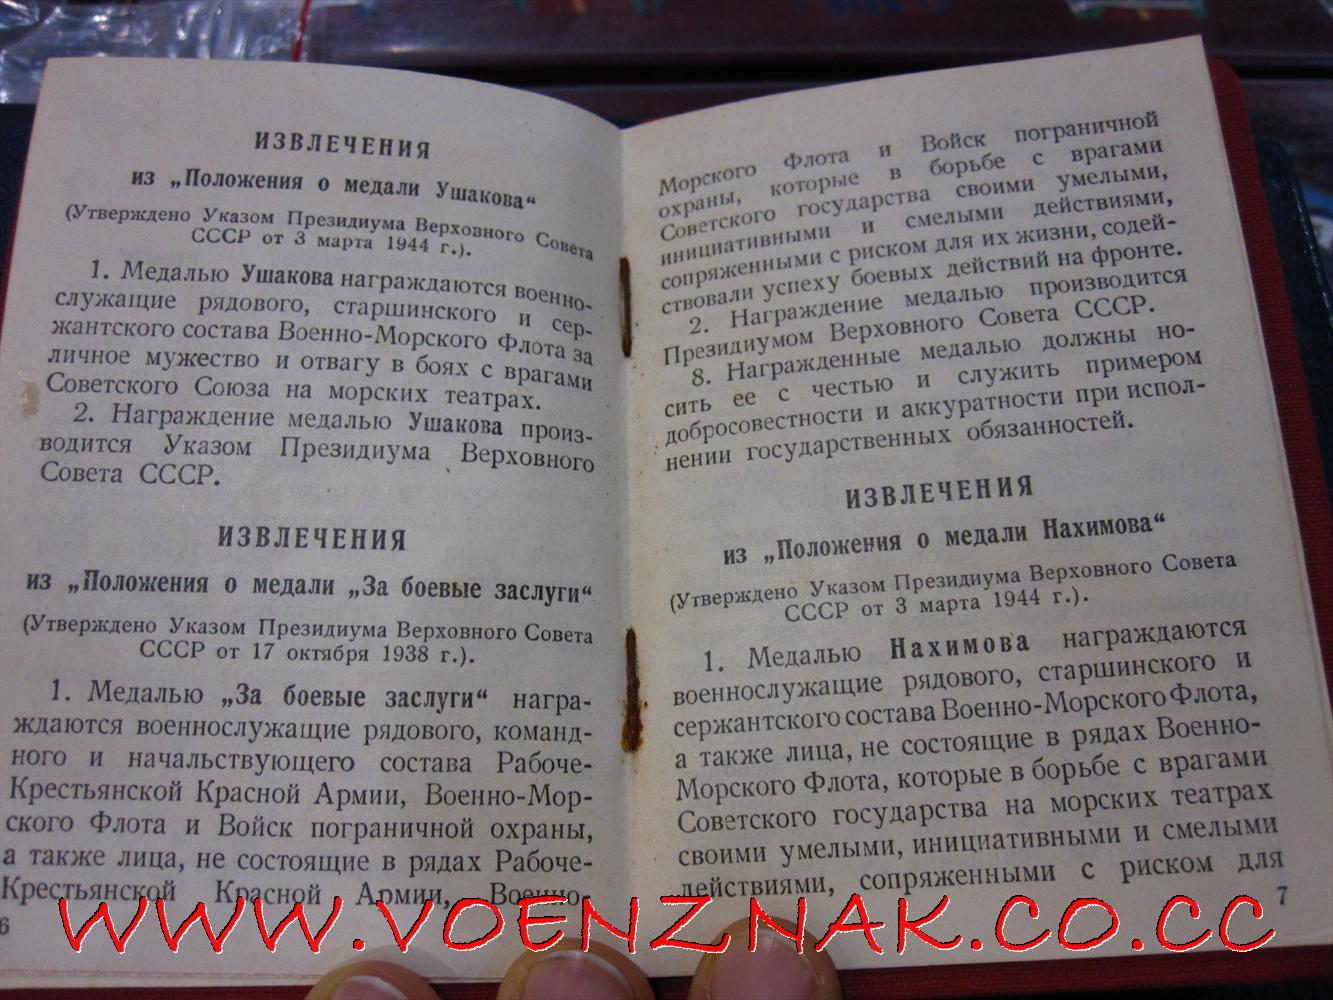 ИЗВЛЕЧЕНИЯ
из „Положения о медали Ушакова“
(Утверждено Указом Президиума Верховного Совета
СССР от 3 марта 1944 г.).
1. Медалью Ушакова награждаются военно-
служащие рядового, старшинского и сер-
жантского состава Военно-Морского Флота за
личное мужество и отвагу в боях с врагами
Советского Союза на морских театрах.
2. Награждение медалью Ушакова произ-
водится Указом Президиума Верховного
Совета СССР.
ИЗВЛЕЧЕНИЯ
из „Положения о медали „За боевые заслуги“
(Утверждено Указом Президиума Верховного Совета
СССР от 17 октября 1938 г.).
1. Медалью „За боевые заслуги“ награ-
ждаются военнослужащие рядового, команд-
ного и начальствующего состава Рабоче-
Крестьянской Красной Армии, Военно-Мор-
ского Флота и Войск пограничной охраны,
а также лица, не состоящие в рядах Рабоче-
Крестьянской Красной Армии, Военно-
6
Морского Флота и Войск пограничной
охраны, которые в борьбе с врагами
Советского государства своими умелыми,
инициативными и смелыми действиями,
сопряженными с риском для их жизни, содей-
ствовали успеху боевых действий на фронте.
2. Награждение медалью производится
Президиумом Верховного Совета СССР.
8. Награжденные медалью должны но-
сить ее с честью и служить примером
добросовестности и аккуратности при испол-
нении государственных обязанностей.
ИЗВЛЕЧЕНИЯ
из „Положения о медали Нахимова“
(Утверждено Указом Президиума Верховного Совета
СССР от 3 марта 1944 г.).
1. Медалью Нахимова награждаются
военнослужащие рядового, старшинского и
сержантского состава Военно-Морского Флота,
а также лица, не состоящие в рядах Военно-
Морского Флота, которые в борьбе с врагами
Советского государства на морских театрах
своими умелыми, инициативными и смелыми
действиями, сопряженными с риском для
7
WWW.VOENZNAK.CO.CC